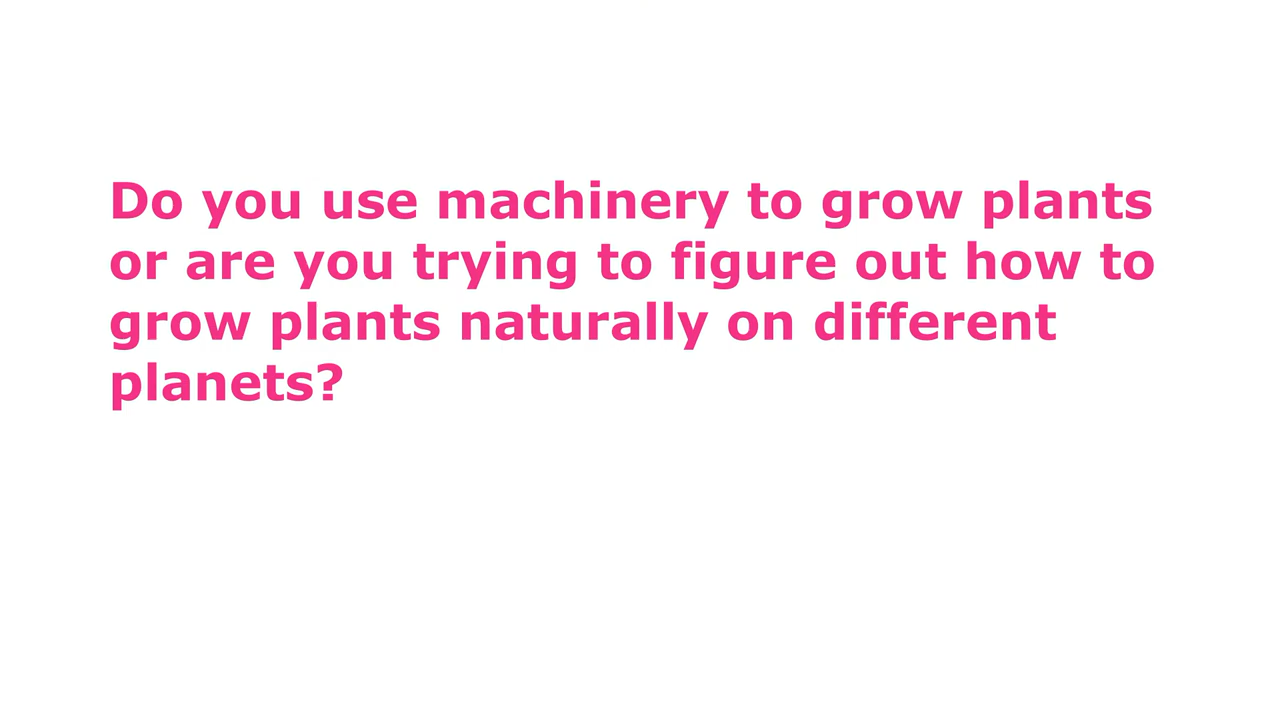 Do you use machinery to grow plants
or are you trying to figure out how to
grow plants naturally on different
planets?